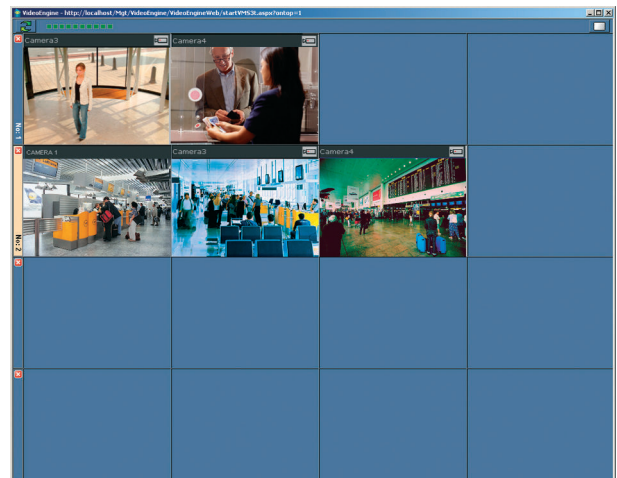 VideoEngine - http://localhost/Mgt/VideoEngine/VideoEngineWeb/startVMS3t.aspx?ontop=1
Camera3
Camera4
No: 1
CAMERA 1
Camera3
Camera4
No: 2